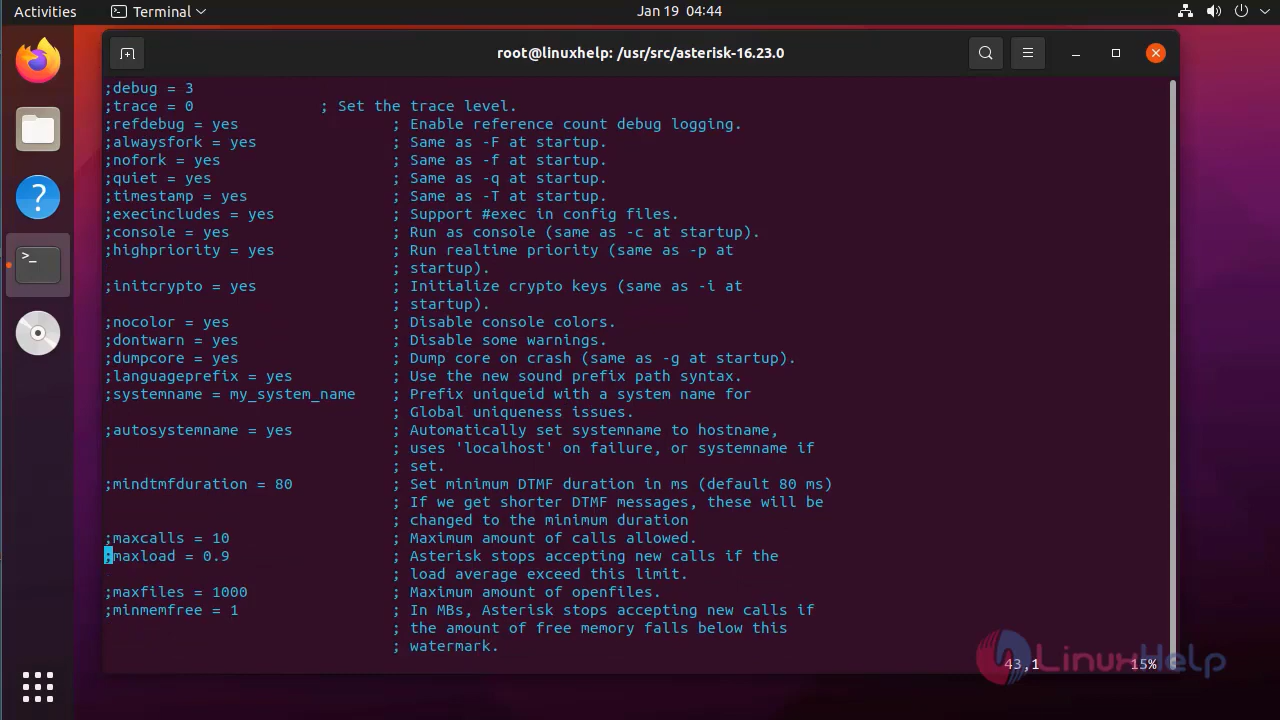 Activities Terminal Jan 19 04:44
root@linuxhelp: /usr/src/asterisk-16.23.0
;debug = 3
;trace = 0 ; Set the trace level.
;refdebug = yes ; Enable reference count debug logging.
;alwaysfork = yes ; Same as -F at startup.
;nofork = yes ; Same as -f at startup.
;quiet = yes ; Same as -q at startup.
;timestamp = yes ; Same as -T at startup.
;execincludes = yes ; Support #exec in config files.
;console = yes ; Run as console (same as -c at startup).
;highpriority = yes ; Run realtime priority (same as -p at
; startup).
;initcrypto = yes ; Initialize crypto keys (same as -i at
; startup).
;nocolor = yes ; Disable console colors.
;dontwarn = yes ; Disable some warnings.
;dumpcore = yes ; Dump core on crash (same as -g at startup).
;languageprefix = yes ; Use the new sound prefix path syntax.
;systemname = my_system_name ; Prefix uniqueid with a system name for
; Global uniqueness issues.
;autosystemname = yes ; Automatically set systemname to hostname,
; uses 'localhost' on failure, or systemname if
; set.
;mindtmfduration = 80 ; Set minimum DTMF duration in ms (default 80 ms)
; If we get shorter DTMF messages, these will be
; changed to the minimum duration
;maxcalls = 10 ; Maximum amount of calls allowed.
;maxload = 0.9 ; Asterisk stops accepting new calls if the
; load average exceed this limit.
;maxfiles = 1000 ; Maximum amount of openfiles.
;minmemfree = 1 ; In MBs, Asterisk stops accepting new calls if
; the amount of free memory falls below this
; watermark.
43,1 15%
LinuxHelp